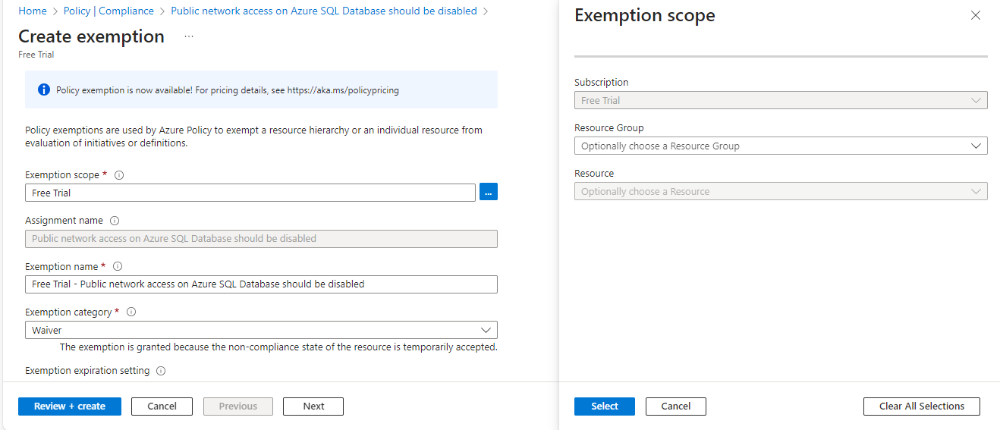 Home > Policy | Compliance > Public network access on Azure SQL Database should be disabled >
Create exemption ...
Free Trial
Policy exemption is now available! For pricing details, see https://aka.ms/policypricing
Policy exemptions are used by Azure Policy to exempt a resource hierarchy or an individual resource from
evaluation of initiatives or definitions.
Exemption scope *
Free Trial
...
Assignment name
Public network access on Azure SQL Database should be disabled
Exemption name *
Free Trial - Public network access on Azure SQL Database should be disabled
Exemption category *
Waiver
The exemption is granted because the non-compliance state of the resource is temporarily accepted.
Exemption expiration setting
Review + create
Cancel
Previous
Next
Exemption scope
Subscription
Free Trial
Resource Group
Optionally choose a Resource Group
Resource
Optionally choose a Resource
Select
Cancel
Clear All Selections